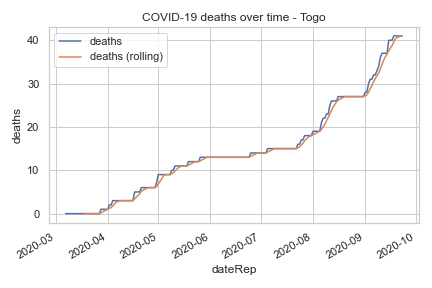 COVID-19 deaths over time - Togo
deaths
deaths (rolling)
deaths
40
30
20
10
0
2020-03
2020-04
2020-05
2020-06
2020-07
2020-08
2020-09
2020-10
dateRep